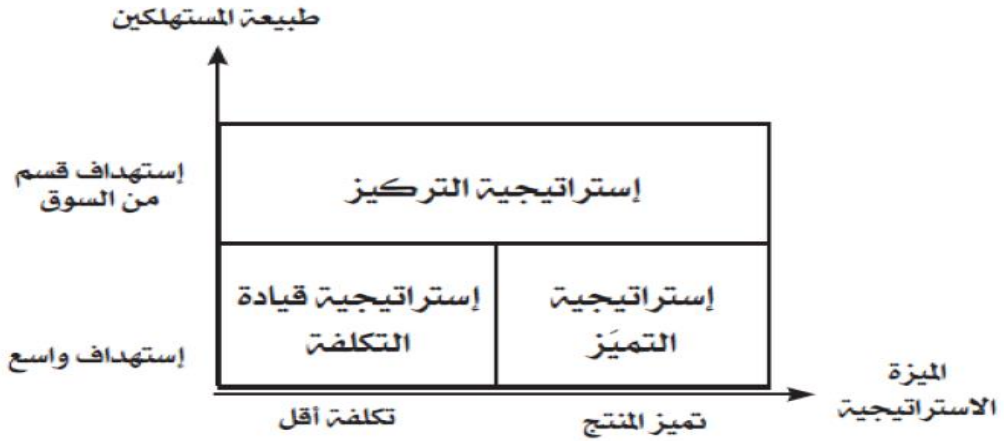 طبيعة المستهلكين
إستهداف قسم
من السوق
إستراتيجية التركيز
إستراتيجية
التميَز
إستراتيجية قيادة
التكلفة
إستهداف واسع
الميزة
الاستراتيجية
تميز المنتج
تكلفة أقل